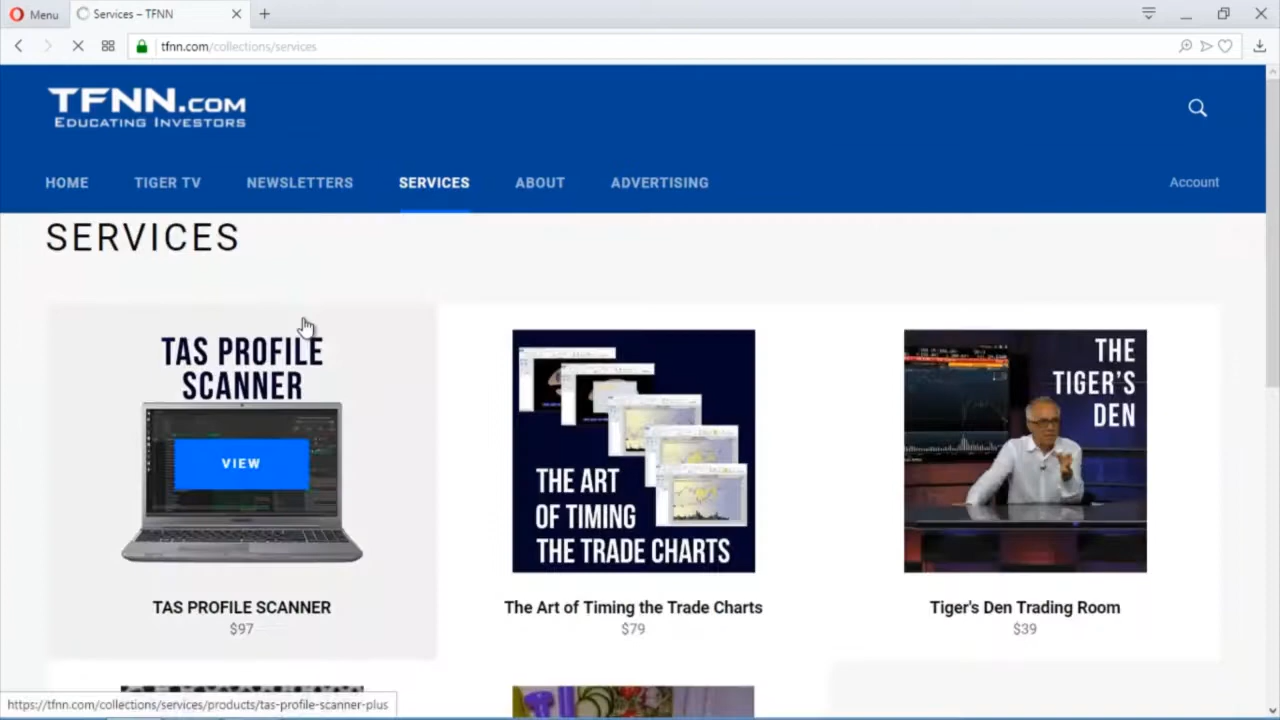 Menu
Services – TFNN
tfnn.com/collections/services
TFNN.COM
EDUCATING INVESTORS
HOME
TIGER TV
NEWSLETTERS
SERVICES
ABOUT
ADVERTISING
Account
SERVICES
TAS PROFILE
SCANNER
VIEW
TAS PROFILE SCANNER
$97
THE ART
OF TIMING
THE TRADE CHARTS
The Art of Timing the Trade Charts
$79
THE
TIGER'S
DEN
Tiger's Den Trading Room
$39
https://tfnn.com/collections/services/products/tas-profile-scanner-plus